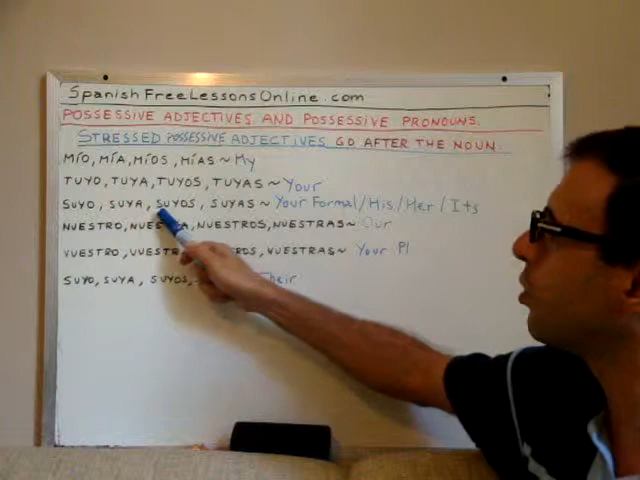 SpanishFreeLessonsOnline.com
POSSESSIVE ADJECTIVES AND POSSESSIVE PRONOUNS.
STRESSED POSSESSIVE ADJECTIVES GO AFTER THE NOUN.
MÍO, MÍA, MÍOS, MÍAS ~ My
TUYO, TUYA, TUYOS, TUYAS ~ Your
SUYO, SUYA, SUYOS, SUYAS ~ Your Formal/His/Her/Its
NUESTRO, NUESTRA, NUESTROS, NUESTRAS ~ Our
VUESTRO, VUESTRAS ~ Your Pl
SUYO, SUYA, SUYOS, Their